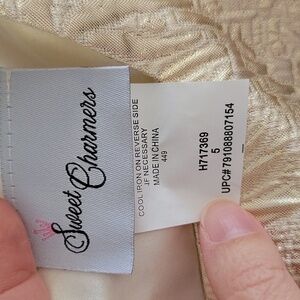 Sweet Charmers
COOL IRON ON REVERSE SIDE
IF NECESSARY
MADE IN CHINA
449
H717369
5
UPC# 791088807154